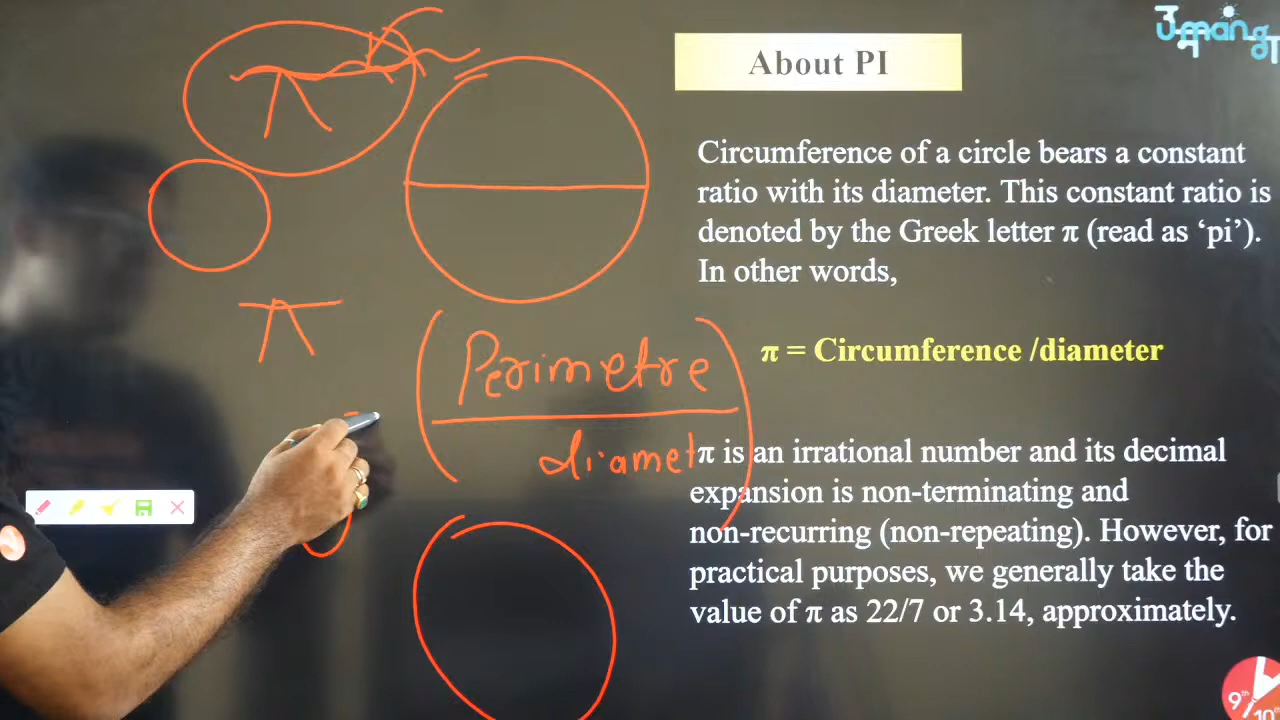 उमंग
About PI
Circumference of a circle bears a constant
ratio with its diameter. This constant ratio is
denoted by the Greek letter π (read as ‘pi’).
In other words,
π = Circumference /diameter
π is an irrational number and its decimal
expansion is non-terminating and
non-recurring (non-repeating). However, for
practical purposes, we generally take the
value of π as 22/7 or 3.14, approximately.
π
π
Perimetre
diamet
9th
10th